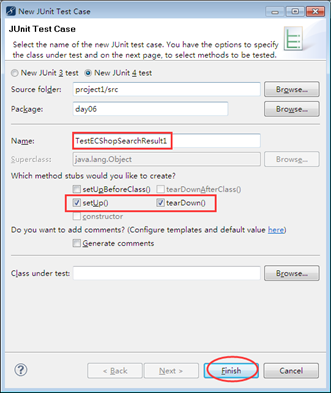 New JUnit Test Case
JUnit Test Case
Select the name of the new JUnit test case. You have the options to specify
the class under test and on the next page, to select methods to be tested.
New JUnit 3 test New JUnit 4 test
Source folder: project1/src Browse...
Package: day06 Browse...
Name: TestECShopSearchResult1
Superclass: java.lang.Object Browse...
Which method stubs would you like to create?
setUpBeforeClass() tearDownAfterClass()
setUp() tearDown()
constructor
Do you want to add comments? (Configure templates and default value here)
Generate comments
Class under test: Browse...
? < Back Next > Finish Cancel